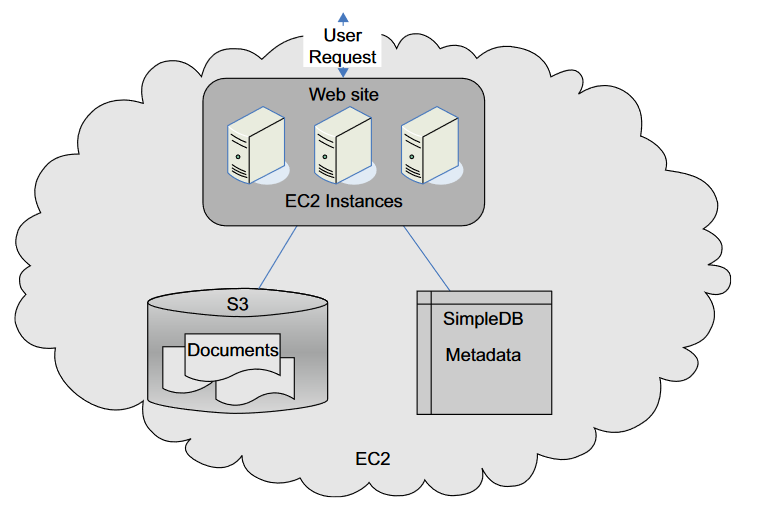 User
Request
Web site
EC2 Instances
S3
Documents
SimpleDB
Metadata
EC2